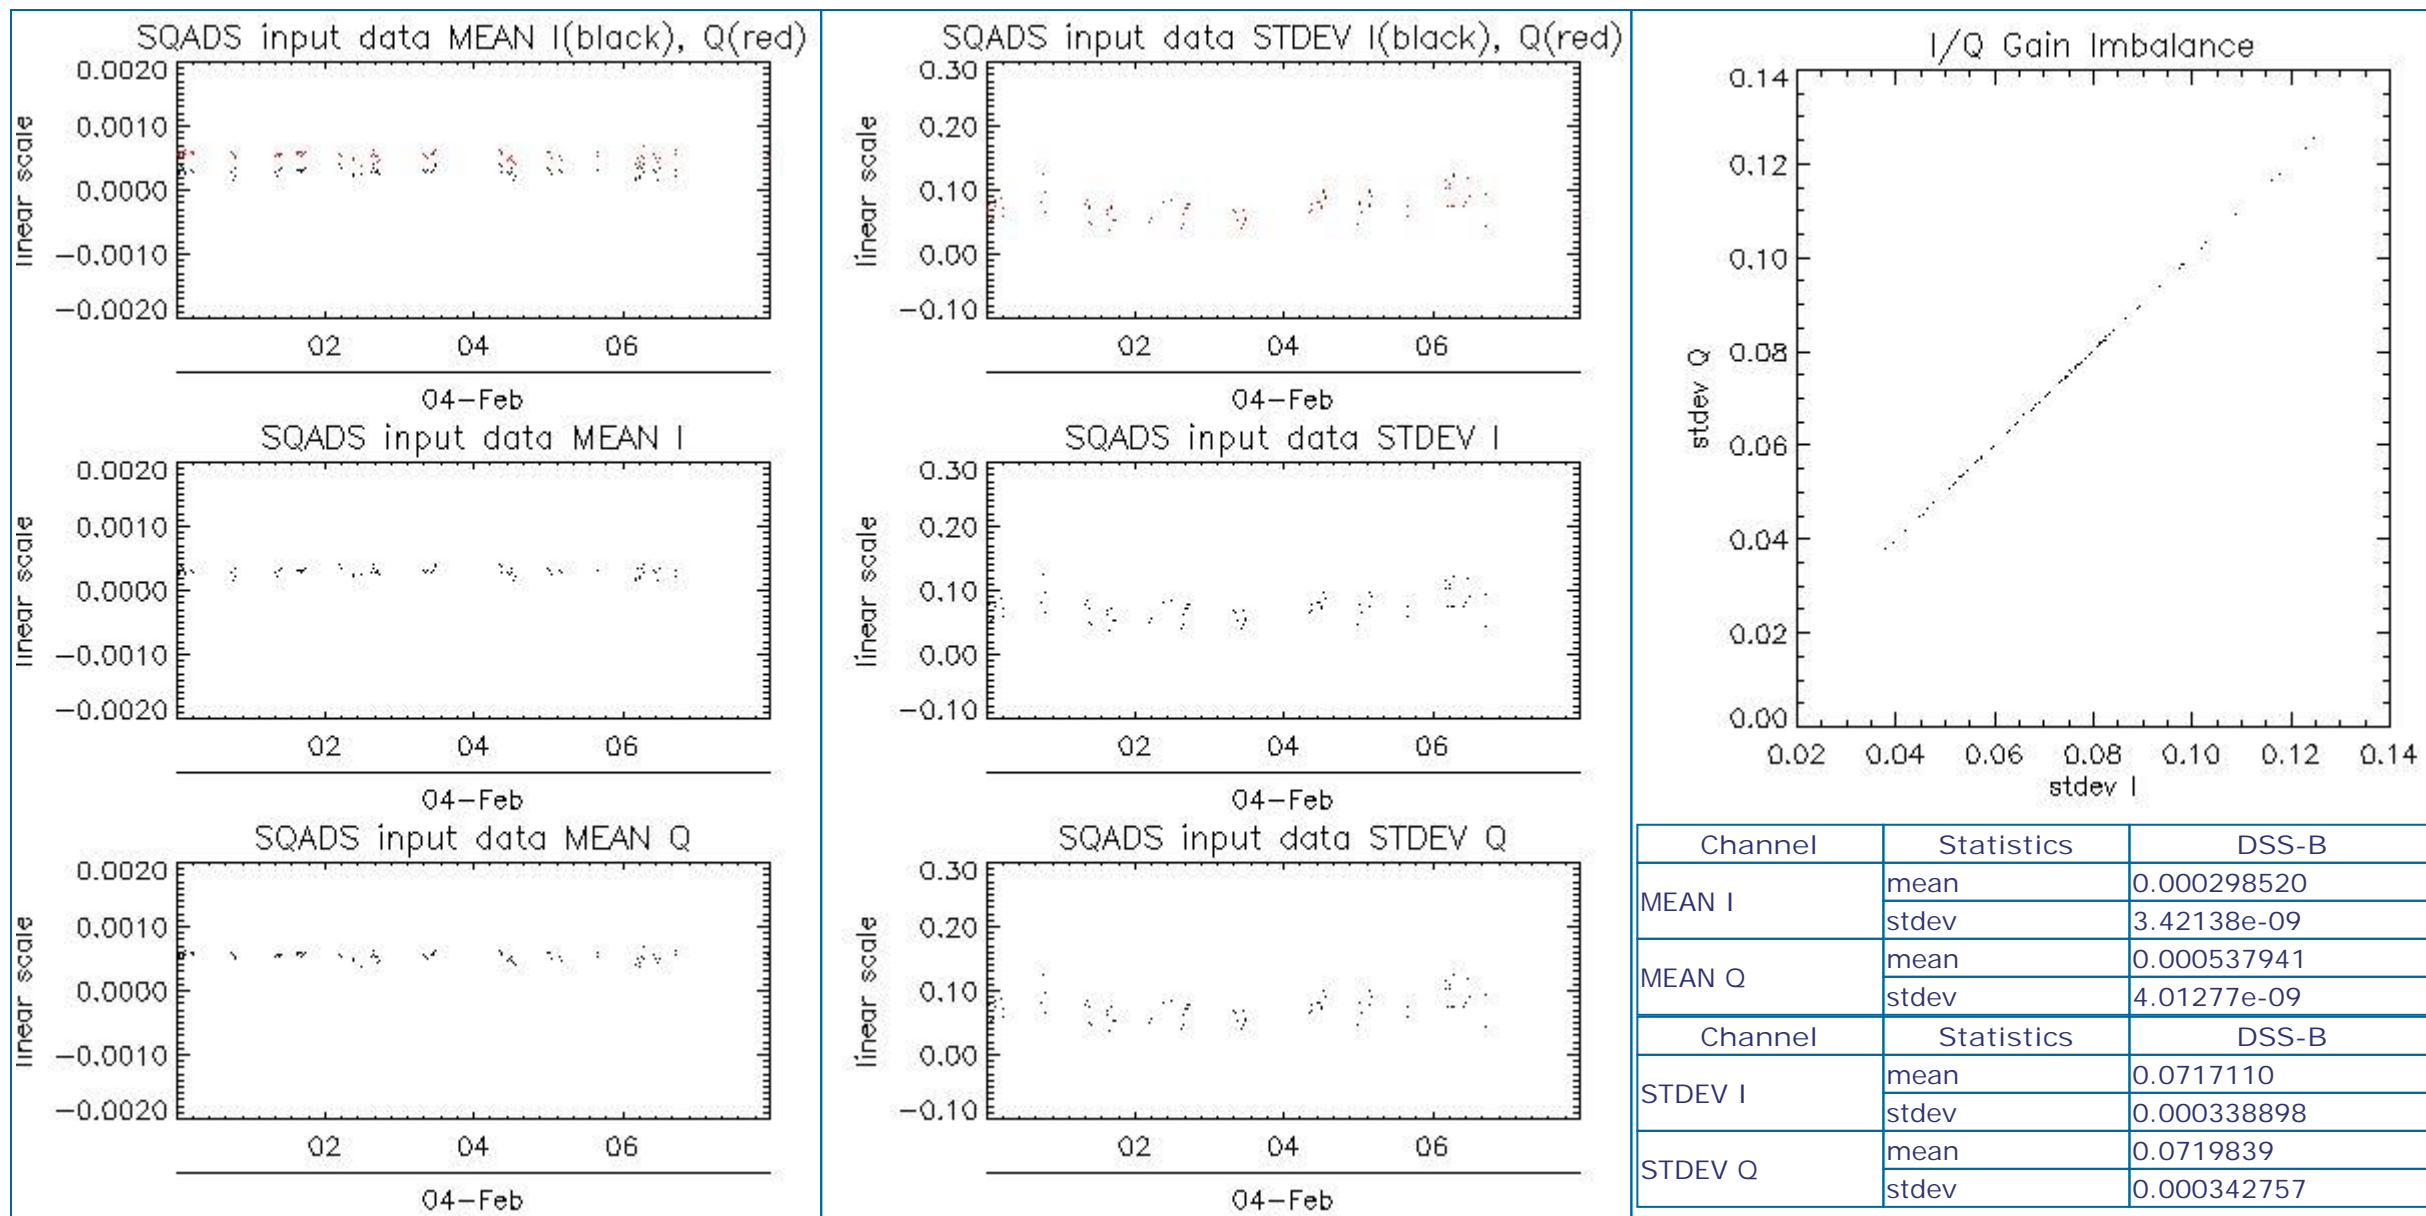 SQADS input data MEAN I(black), Q(red)
linear scale
0.0020
0.0010
0.0000
-0.0010
-0.0020
02 04 06
04-Feb
SQADS input data MEAN I
linear scale
0.0020
0.0010
0.0000
-0.0010
-0.0020
02 04 06
04-Feb
SQADS input data MEAN Q
linear scale
0.0020
0.0010
0.0000
-0.0010
-0.0020
02 04 06
04-Feb
SQADS input data STDEV I(black), Q(red)
linear scale
0.30
0.20
0.10
0.00
-0.10
02 04 06
04-Feb
SQADS input data STDEV I
linear scale
0.30
0.20
0.10
0.00
-0.10
02 04 06
04-Feb
SQADS input data STDEV Q
linear scale
0.30
0.20
0.10
0.00
-0.10
02 04 06
04-Feb
I/Q Gain Imbalance
stdev Q
0.14
0.12
0.10
0.08
0.06
0.04
0.02
0.00
0.02 0.04 0.06 0.08 0.10 0.12 0.14
stdev I
Channel Statistics DSS-B
MEAN I mean 0.000298520
stdev 3.42138e-09
MEAN Q mean 0.000537941
stdev 4.01277e-09
Channel Statistics DSS-B
STDEV I mean 0.0717110
stdev 0.000338898
STDEV Q mean 0.0719839
stdev 0.000342757